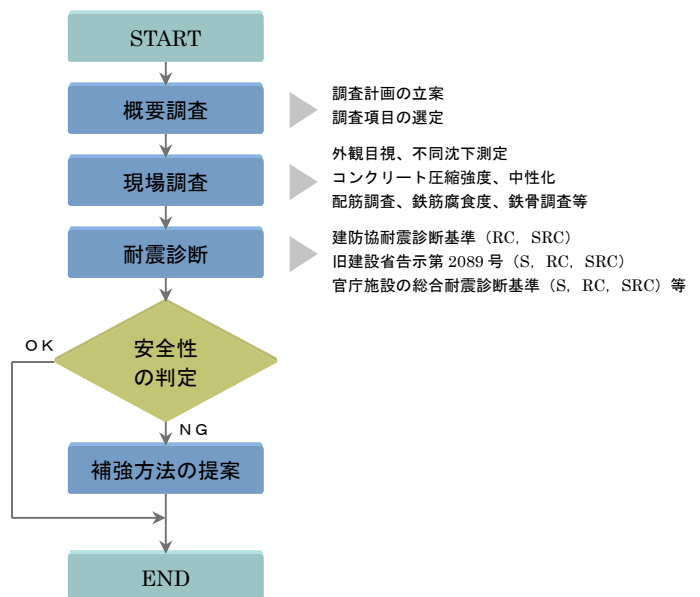 START
概要調査
調査計画の立案
調査項目の選定
現場調査
外観目視、不同沈下測定
コンクリート圧縮強度、中性化
配筋調査、鉄筋腐食度、鉄骨調査等
耐震診断
建防協耐震診断基準（RC, SRC）
旧建設省告示第 2089 号（S, RC, SRC）
官庁施設の総合耐震診断基準（S, RC, SRC）等
安全性
の判定
ＯＫ
ＮＧ
補強方法の提案
END